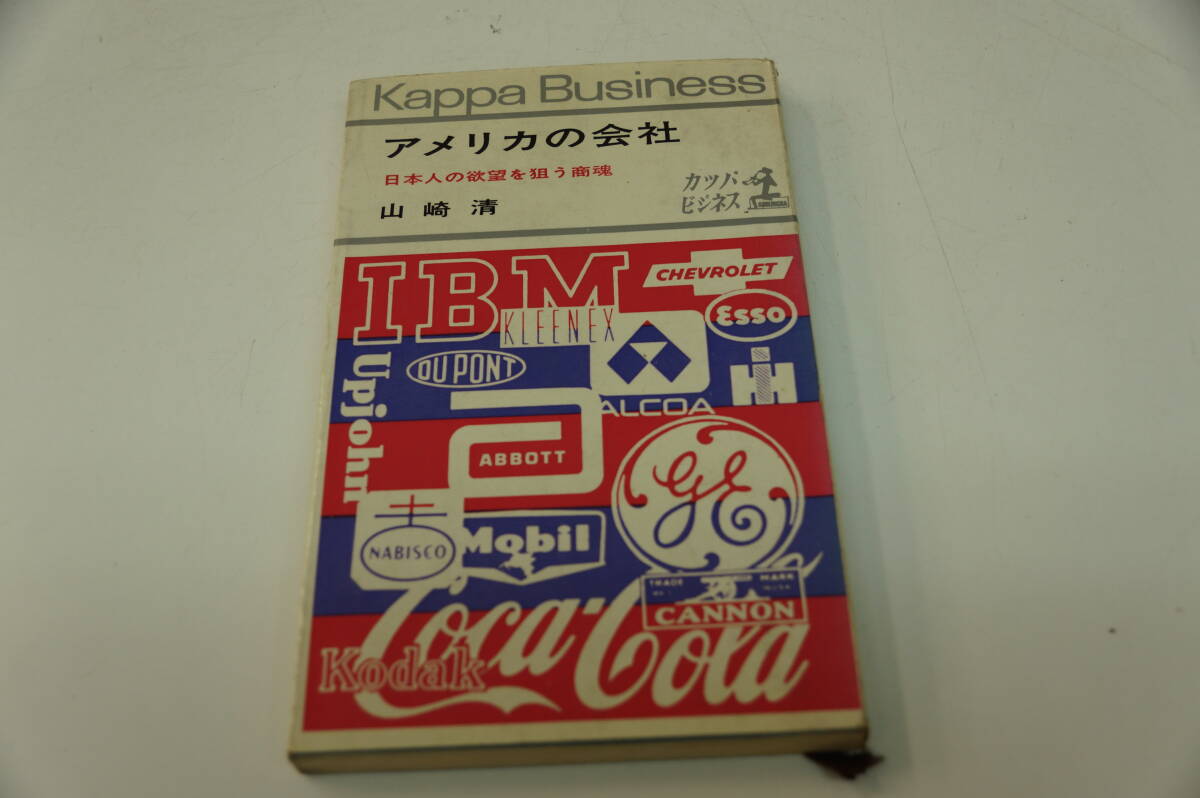 Kappa Business
アメリカの会社
日本人の欲望を狙う商魂
山崎清
カッパ
ビジネス
IBM
CHEVROLET
KLEENEX
Esso
DU PONT
ALCOA
IH
Upjohn
ABBOTT
GE
NABISCO
Mobil
TRADE MARK
CANNON
Coca-Cola
Kodak